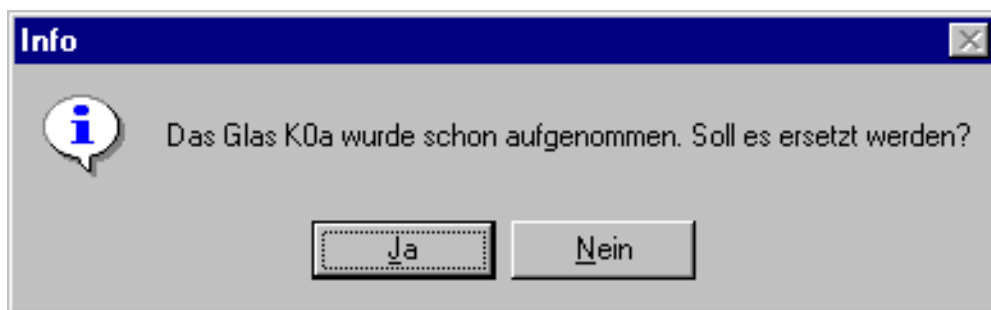 Info
Das Glas K0a wurde schon aufgenommen. Soll es ersetzt werden?
Ja
Nein